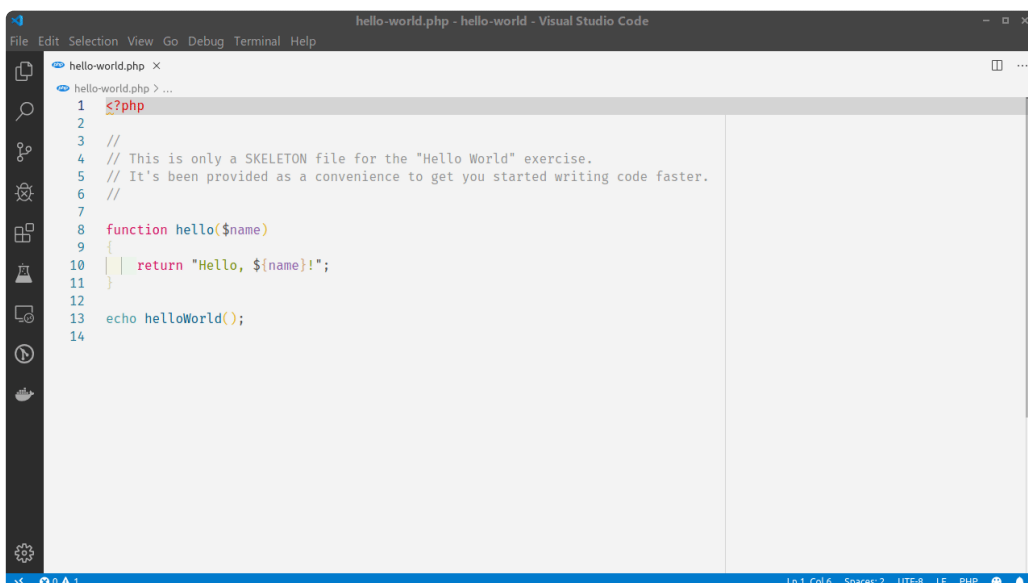 hello-world.php - hello-world - Visual Studio Code
File Edit Selection View Go Debug Terminal Help
hello-world.php ×
hello-world.php > ...
1 <?php
2
3 //
4 // This is only a SKELETON file for the "Hello World" exercise.
5 // It's been provided as a convenience to get you started writing code faster.
6 //
7
8 function hello($name)
9 {
10 return "Hello, ${name}!";
11 }
12
13 echo helloWorld();
14
0 1 Ln 1, Col 6 Spaces: 2 UTF-8 LF PHP